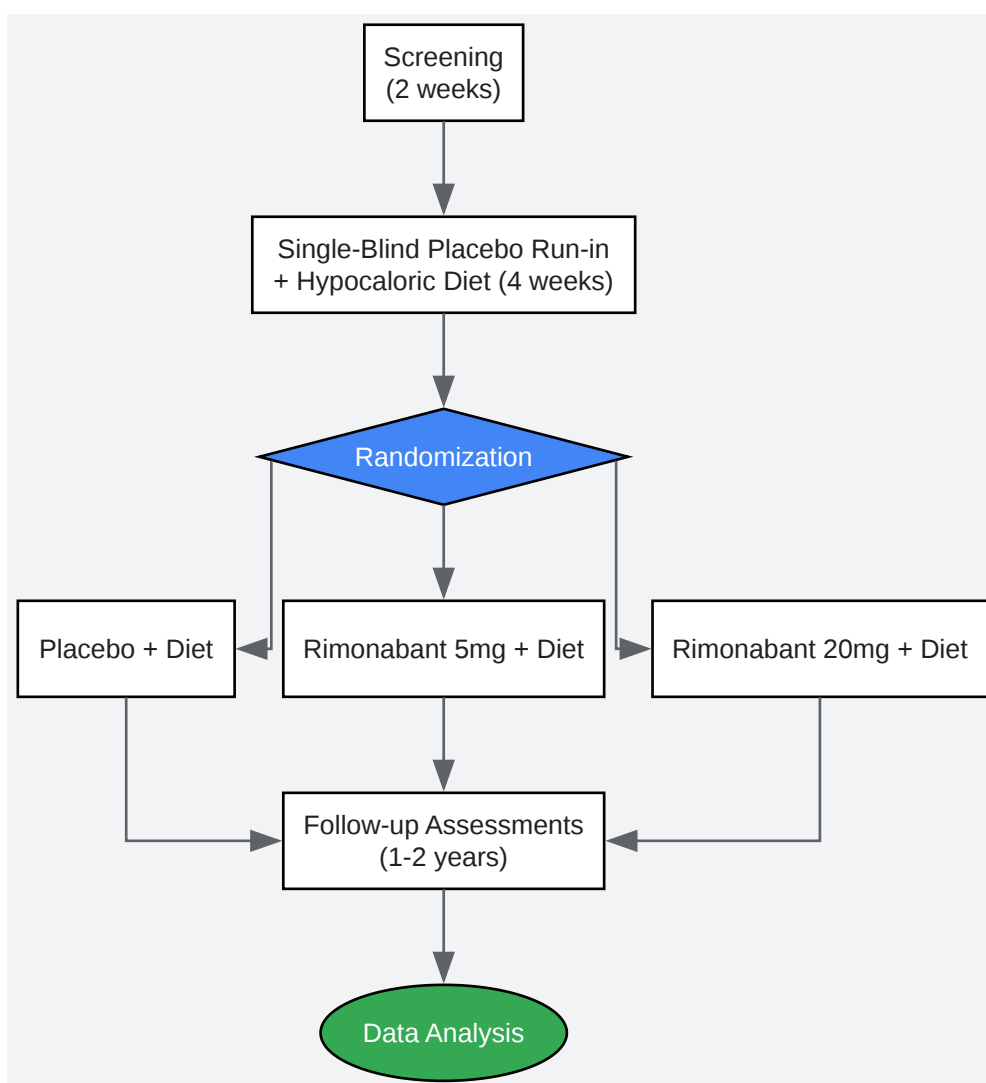 Screening
(2 weeks)
Single-Blind Placebo Run-in
+ Hypocaloric Diet (4 weeks)
Randomization
Placebo + Diet
Rimonabant 5mg + Diet
Rimonabant 20mg + Diet
Follow-up Assessments
(1-2 years)
Data Analysis